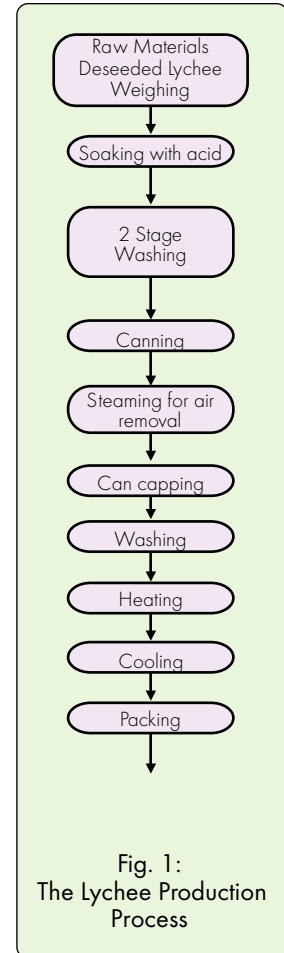 Raw Materials
Deseeded Lychee
Weighing
Soaking with acid
2 Stage
Washing
Canning
Steaming for air
removal
Can capping
Washing
Heating
Cooling
Packing
Fig. 1:
The Lychee Production
Process